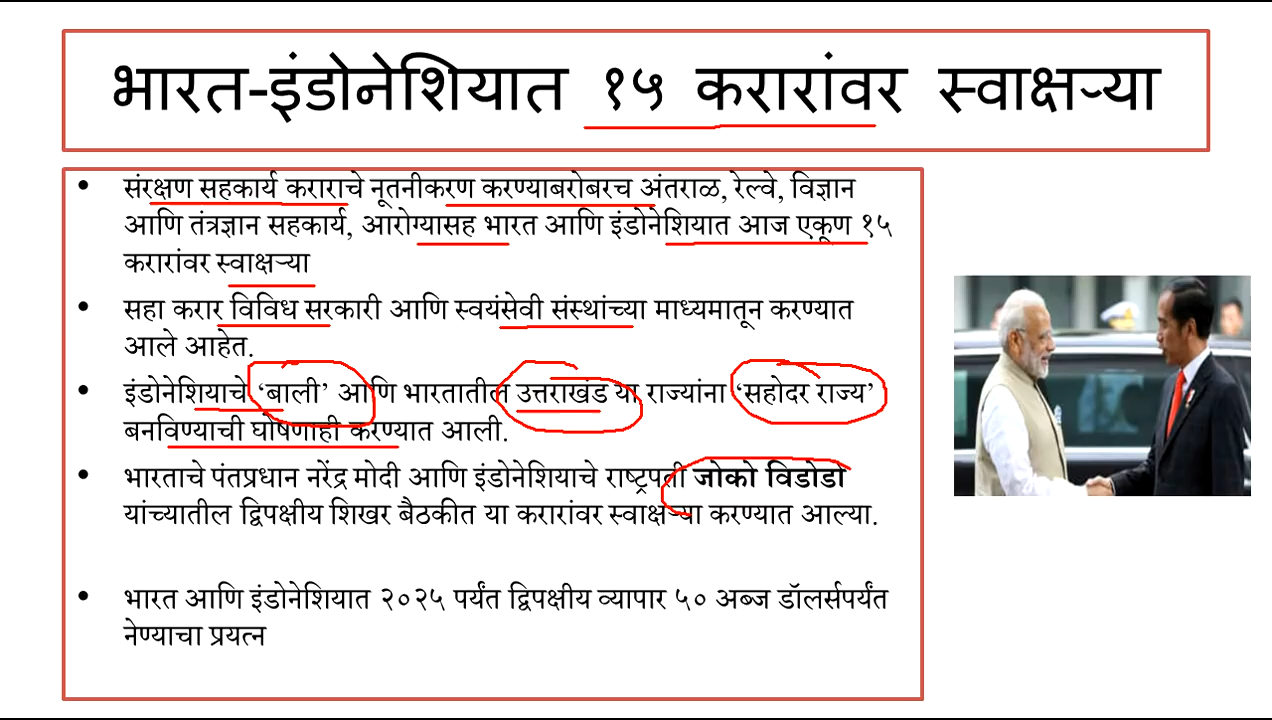 भारत-इंडोनेशियात १५ करारांवर स्वाक्षऱ्या
• संरक्षण सहकार्य कराराचे नूतनीकरण करण्याबरोबरच अंतराळ, रेल्वे, विज्ञान
आणि तंत्रज्ञान सहकार्य, आरोग्यासह भारत आणि इंडोनेशियात आज एकूण १५
करारांवर स्वाक्षऱ्या
• सहा करार विविध सरकारी आणि स्वयंसेवी संस्थांच्या माध्यमातून करण्यात
आले आहेत.
• इंडोनेशियाचे ‘बाली’ आणि भारतातील उत्तराखंड या राज्यांना ‘सहोदर राज्य’
बनविण्याची घोषणाही करण्यात आली.
• भारताचे पंतप्रधान नरेंद्र मोदी आणि इंडोनेशियाचे राष्ट्रपती जोको विडोडो
यांच्यातील द्विपक्षीय शिखर बैठकीत या करारांवर स्वाक्षऱ्या करण्यात आल्या.
• भारत आणि इंडोनेशियात २०२५ पर्यंत द्विपक्षीय व्यापार ५० अब्ज डॉलर्सपर्यंत
नेण्याचा प्रयत्न